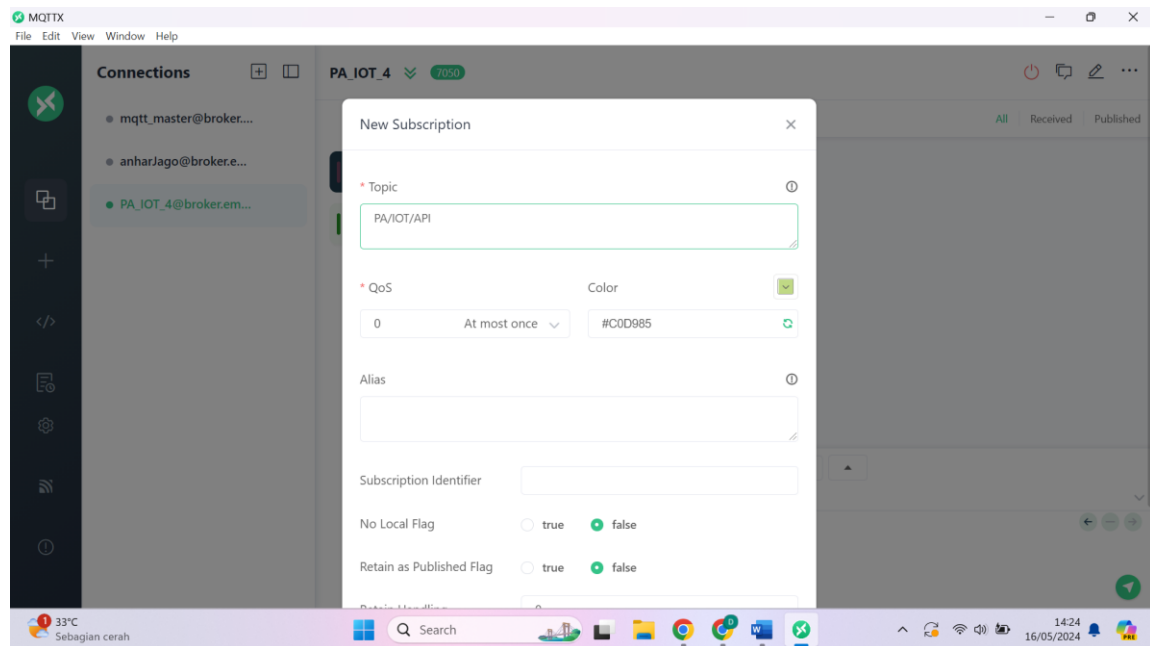 MQTTX
File Edit View Window Help
Connections
PA_IOT_4 7050
mqtt_master@broker....
anharJago@broker.e...
PA_IOT_4@broker.em...
All Received Published
New Subscription
* Topic
PA/IOT/API
* QoS Color
0 At most once #C0D985
Alias
Subscription Identifier
No Local Flag true false
Retain as Published Flag true false
1 33°C
Sebagian cerah
Search
14:24
16/05/2024
PRE